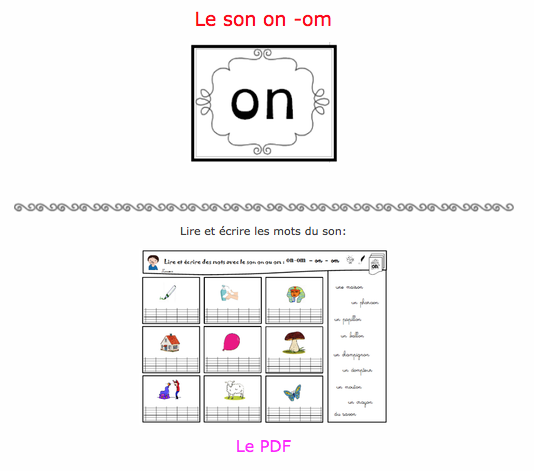 Le son on -om
on
Lire et écrire les mots du son:
Lire et écrire des mots avec le son on ou om : on-om - on - om
on
une maison
un
un papillon
un ballon
un champignon
un dompteur
un mouton
un
du savon
Le PDF